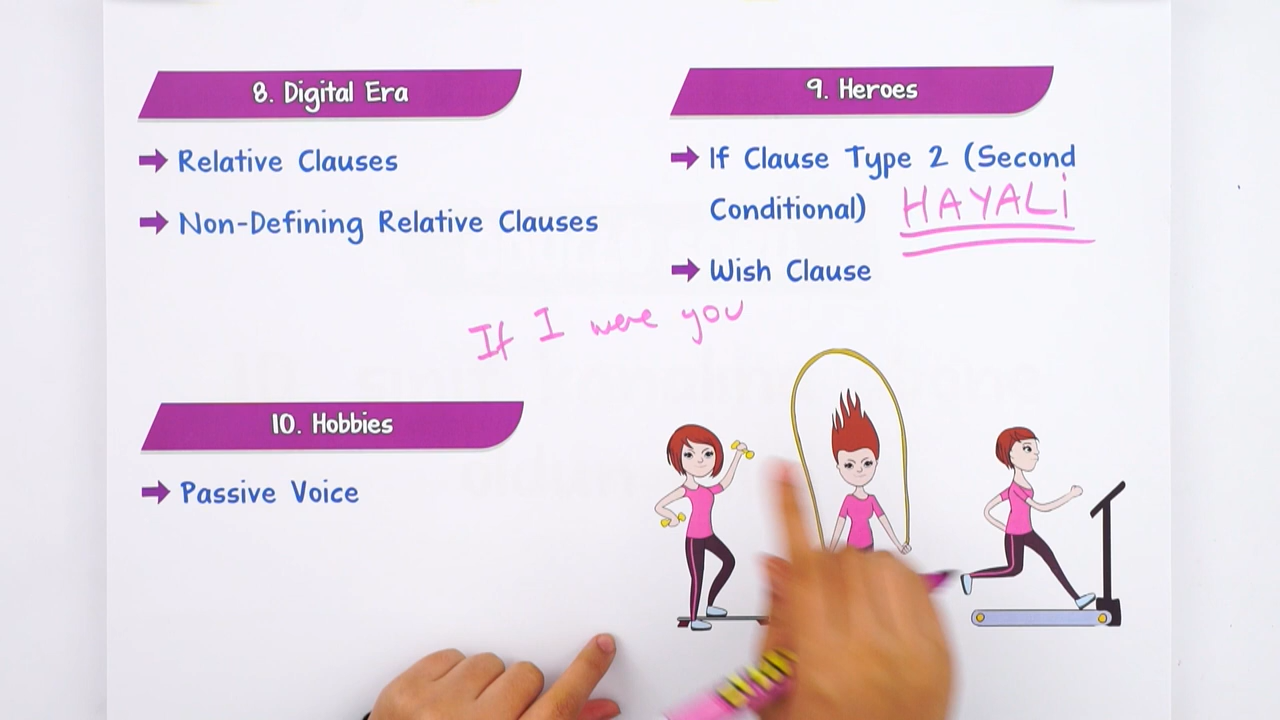 8. Digital Era
→ Relative Clauses
→ Non-Defining Relative Clauses
9. Heroes
→ If Clause Type 2 (Second
Conditional) HAYALİ
→ Wish Clause
If I were you
10. Hobbies
→ Passive Voice